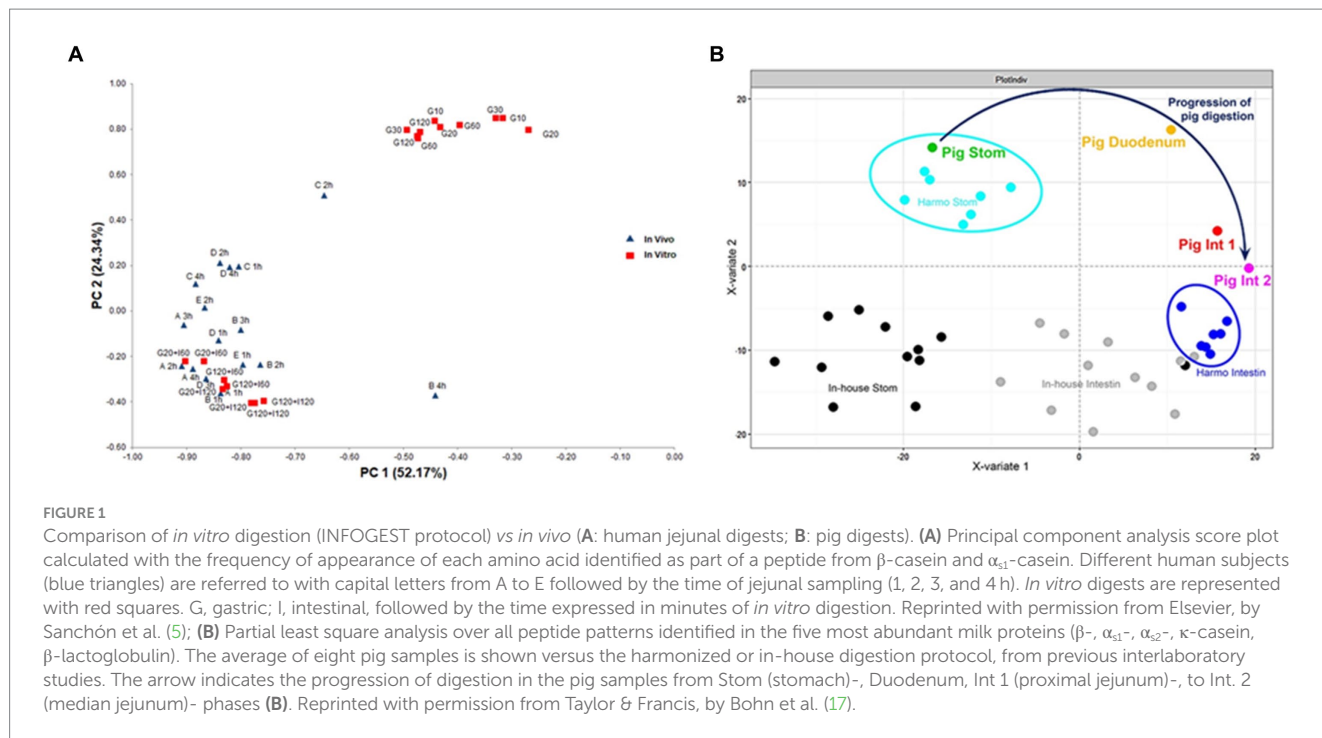 A
1.00
0.80
0.60
0.40
0.20
0.00
-0.20
-0.40
-0.60
-1.00 -0.90 -0.80 -0.70 -0.60 -0.50 -0.40 -0.30 -0.20 -0.10 0.00
PC 2 (24.34%)
PC 1 (52.17%)
G10 G30
G120 G60 G10
G30 G20 G20
G120 G60
C 2h
In Vivo
In Vitro
D 2h
C 4h D 4h C 1h
E 2h
A 3h
B 3h
D 1h
G20+I60 G20+I60
E 1h
A 2h B 2h
A 4h G120+I60
D 3h G120+I60
G20+I120 A 1h
B 1h
G20+I120 G120+I120
G120+I120
B 4h
B
PlotIndiv
20
10
0
-10
-20
-20 0 20
X-variate 2
X-variate 1
Progression of
pig digestion
Pig Stom
Pig Duodenum
Harmo Stom
Pig Int 1
Pig Int 2
In-house Stom
In-house Intestin
Harmo Intestin
FIGURE 1
Comparison of in vitro digestion (INFOGEST protocol) vs in vivo (A: human jejunal digests; B: pig digests). (A) Principal component analysis score plot
calculated with the frequency of appearance of each amino acid identified as part of a peptide from β-casein and αs1-casein. Different human subjects
(blue triangles) are referred to with capital letters from A to E followed by the time of jejunal sampling (1, 2, 3, and 4 h). In vitro digests are represented
with red squares. G, gastric; I, intestinal, followed by the time expressed in minutes of in vitro digestion. Reprinted with permission from Elsevier, by
Sanchón et al. (5); (B) Partial least square analysis over all peptide patterns identified in the five most abundant milk proteins (β-, αs1-, αs2-, κ-casein,
β-lactoglobulin). The average of eight pig samples is shown versus the harmonized or in-house digestion protocol, from previous interlaboratory
studies. The arrow indicates the progression of digestion in the pig samples from Stom (stomach)-, Duodenum, Int 1 (proximal jejunum)-, to Int. 2
(median jejunum)- phases (B). Reprinted with permission from Taylor & Francis, by Bohn et al. (17).